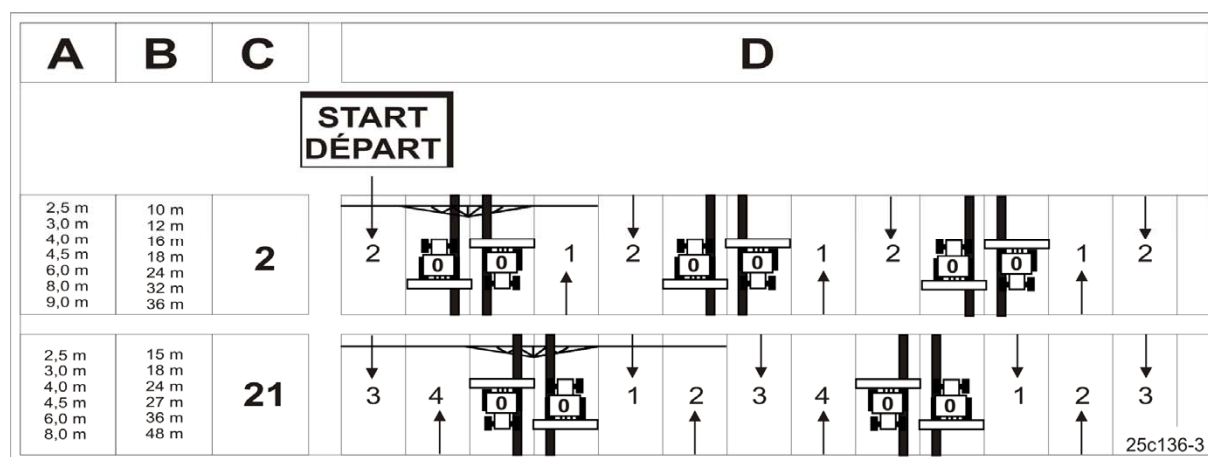 A B C D
START
DÉPART
2,5 m 10 m
3,0 m 12 m
4,0 m 16 m
4,5 m 18 m
6,0 m 24 m
8,0 m 32 m
9,0 m 36 m
2 2 0 0 1 2 0 0 1 2 0 0 1 2
2,5 m 15 m
3,0 m 18 m
4,0 m 24 m
4,5 m 27 m
6,0 m 36 m
8,0 m 48 m
21 3 4 0 0 1 2 3 4 0 0 1 2 3
25c136-3